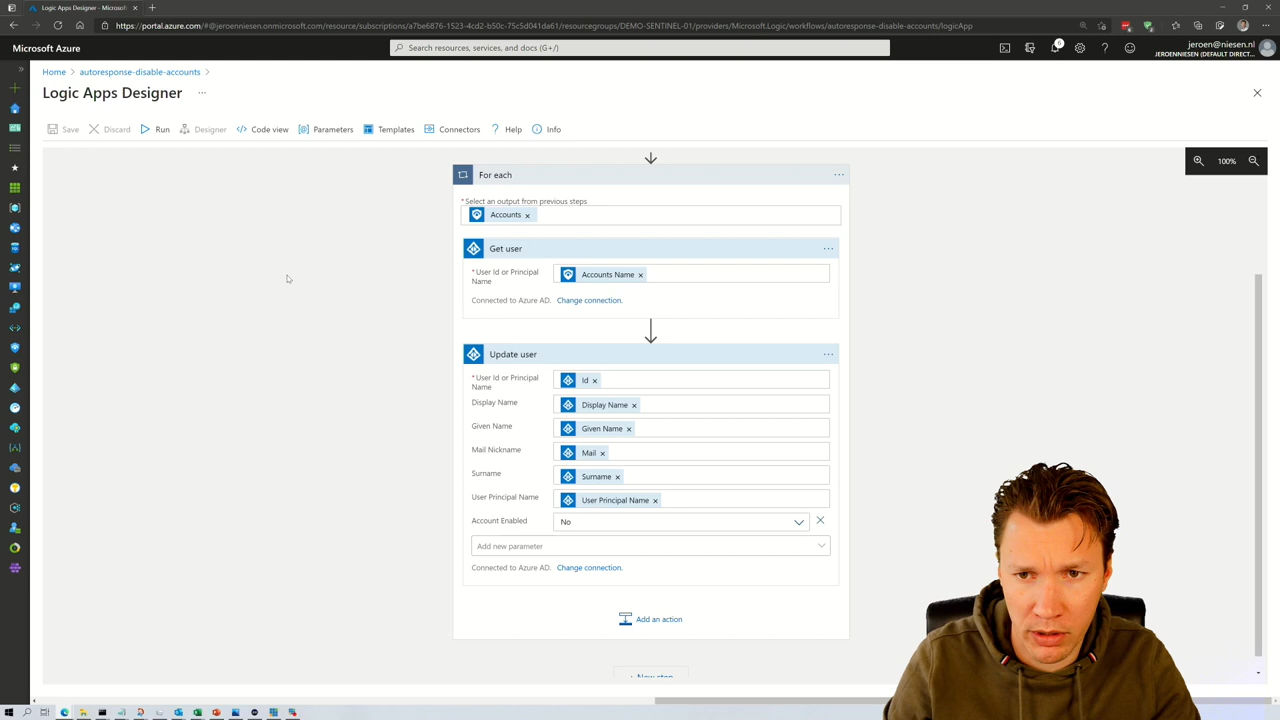 Logic Apps Designer - Microsoft
https://portal.azure.com/#@jeroenniesen.onmicrosoft.com/resource/subscriptions/a7be6876-1523-4cd2-b50c-75c5d041da61/resourcegroups/DEMO-SENTINEL-01/providers/Microsoft.Logic/workflows/autoresponse-disable-accounts/logicApp
Microsoft Azure
Search resources, services, and docs (G+/)
6
jeroen@niesen.nl
JEROENNIESEN (DEFAULT DIRECT...
Home > autoresponse-disable-accounts >
Logic Apps Designer ...
Save Discard Run Designer Code view Parameters Templates Connectors Help Info
100%
For each
* Select an output from previous steps
Accounts
Get user
* User Id or Principal
Name
Accounts Name
Connected to Azure AD. Change connection.
Update user
* User Id or Principal
Name
Id
Display Name Display Name
Given Name Given Name
Mail Nickname Mail
Surname Surname
User Principal Name User Principal Name
Account Enabled No
Add new parameter
Connected to Azure AD. Change connection.
Add an action
+ New step